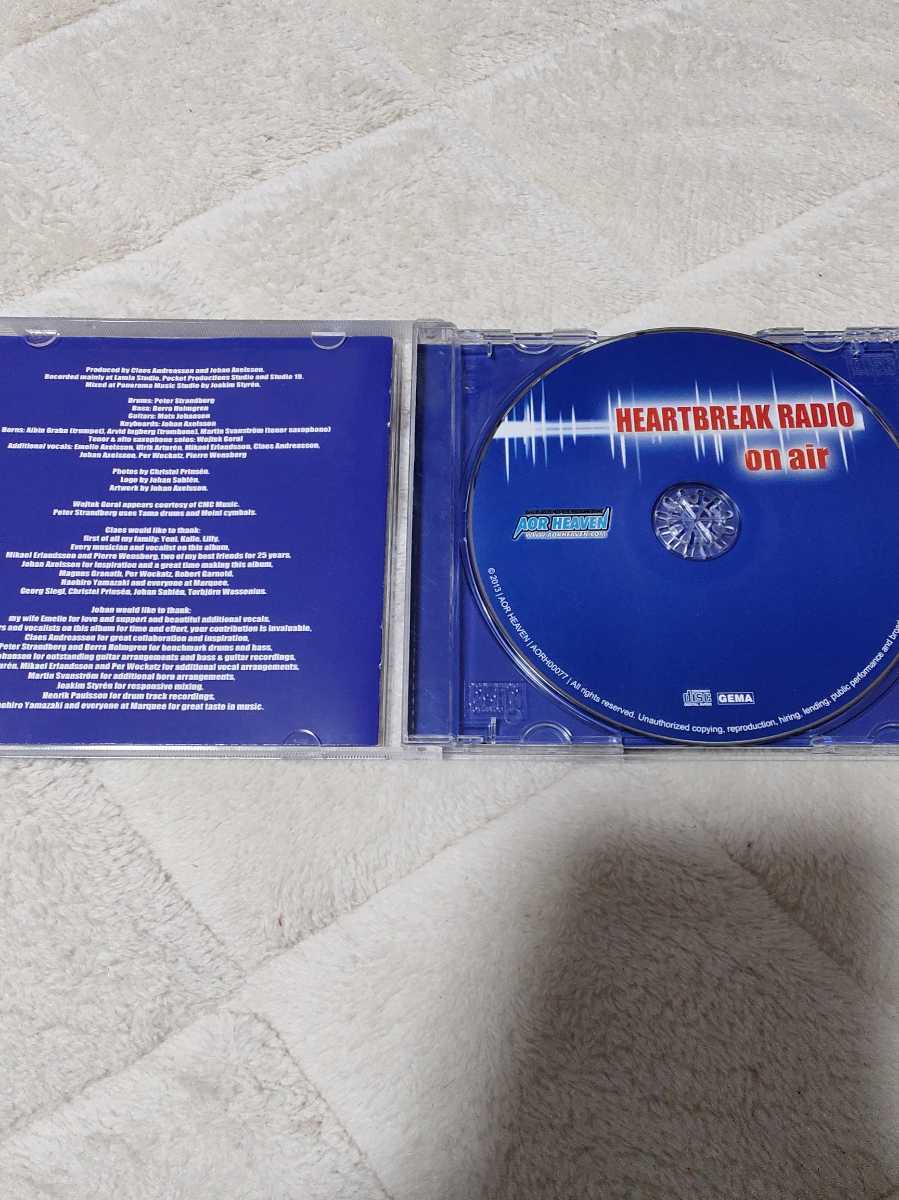 Produced by Claes Andreasson and Johan Axelsson.
Recorded mainly at Lamia Studio, Pocket Productions Studio and Studio 19.
Mixed at Panorama Music Studio by Joakim Styrén.
Drums: Peter Strandberg
Bass: Berra Holmgren
Guitars: Mats Johansen
Keyboards: Johan Axelsson
Horns: Albin Grahn (trumpet), Arvid Ingberg (trombone), Martin Svanström (tenor saxophone)
Tenor & alto saxophone solos: Wojtek Goral
Additional vocals: Emelie Axelsson, Dirk Arturén, Mikael Erlandsson, Claes Andreasson,
Johan Axelsson, Per Wockatz, Pierre Wensberg
Photos by Christel Prinsén.
Logo by Johan Sahlén.
Artwork by Johan Axelsson.
Wojtek Goral appears courtesy of CMC Music.
Peter Strandberg uses Tama drums and Meinl cymbals.
Claes would like to thank:
first of all my family: Yeni, Kalle, Lilly,
Every musician and vocalist on this album,
Mikael Erlandsson and Pierre Wensberg, two of my best friends for 25 years,
Johan Axelsson for inspiration and a great time making this album,
Magnus Granath, Per Wockatz, Robert Garnold,
Naohiro Yamazaki and everyone at Marquee,
Georg Siegl, Christel Prinsén, Johan Sahlén, Torbjörn Wassenius.
Johan would like to thank:
my wife Emelie for love and support and beautiful additional vocals,
and vocalists on this album for time and effort, your contribution is invaluable,
Claes Andreasson for great collaboration and inspiration,
Peter Strandberg and Berra Holmgren for benchmark drums and bass,
for outstanding guitar arrangements and bass & guitar recordings,
Mikael Erlandsson and Per Wockatz for additional vocal arrangements,
Martin Svanström for additional horn arrangements,
Joakim Styrén for responsive mixing,
Henrik Paulsson for drum track recordings,
Yamazaki and everyone at Marquee for great taste in music.
HEARTBREAK RADIO
on air
AOR HEAVEN
WWW.AORHEAVEN.COM
© 2013 | AOR HEAVEN | AORH00077 | All rights reserved. Unauthorized copying, reproduction, hiring, lending, public performance and
disc
GEMA